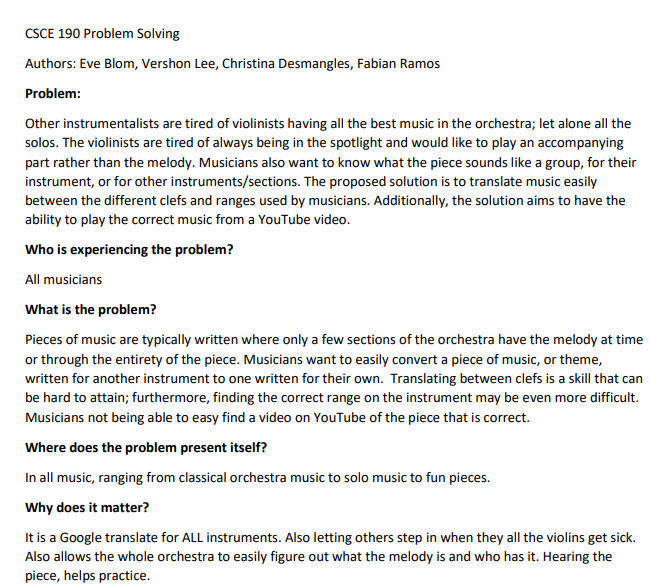 CSCE 190 Problem Solving
Authors: Eve Blom, Vershon Lee, Christina Desmangles, Fabian Ramos
Problem:
Other instrumentalists are tired of violinists having all the best music in the orchestra; let alone all the
solos. The violinists are tired of always being in the spotlight and would like to play an accompanying
part rather than the melody. Musicians also want to know what the piece sounds like a group, for their
instrument, or for other instruments/sections. The proposed solution is to translate music easily
between the different clefs and ranges used by musicians. Additionally, the solution aims to have the
ability to play the correct music from a YouTube video.
Who is experiencing the problem?
All musicians
What is the problem?
Pieces of music are typically written where only a few sections of the orchestra have the melody at time
or through the entirety of the piece. Musicians want to easily convert a piece of music, or theme,
written for another instrument to one written for their own.  Translating between clefs is a skill that can
be hard to attain; furthermore, finding the correct range on the instrument may be even more difficult.
Musicians not being able to easy find a video on YouTube of the piece that is correct.
Where does the problem present itself?
In all music, ranging from classical orchestra music to solo music to fun pieces.
Why does it matter?
It is a Google translate for ALL instruments. Also letting others step in when they all the violins get sick.
Also allows the whole orchestra to easily figure out what the melody is and who has it. Hearing the
piece, helps practice.